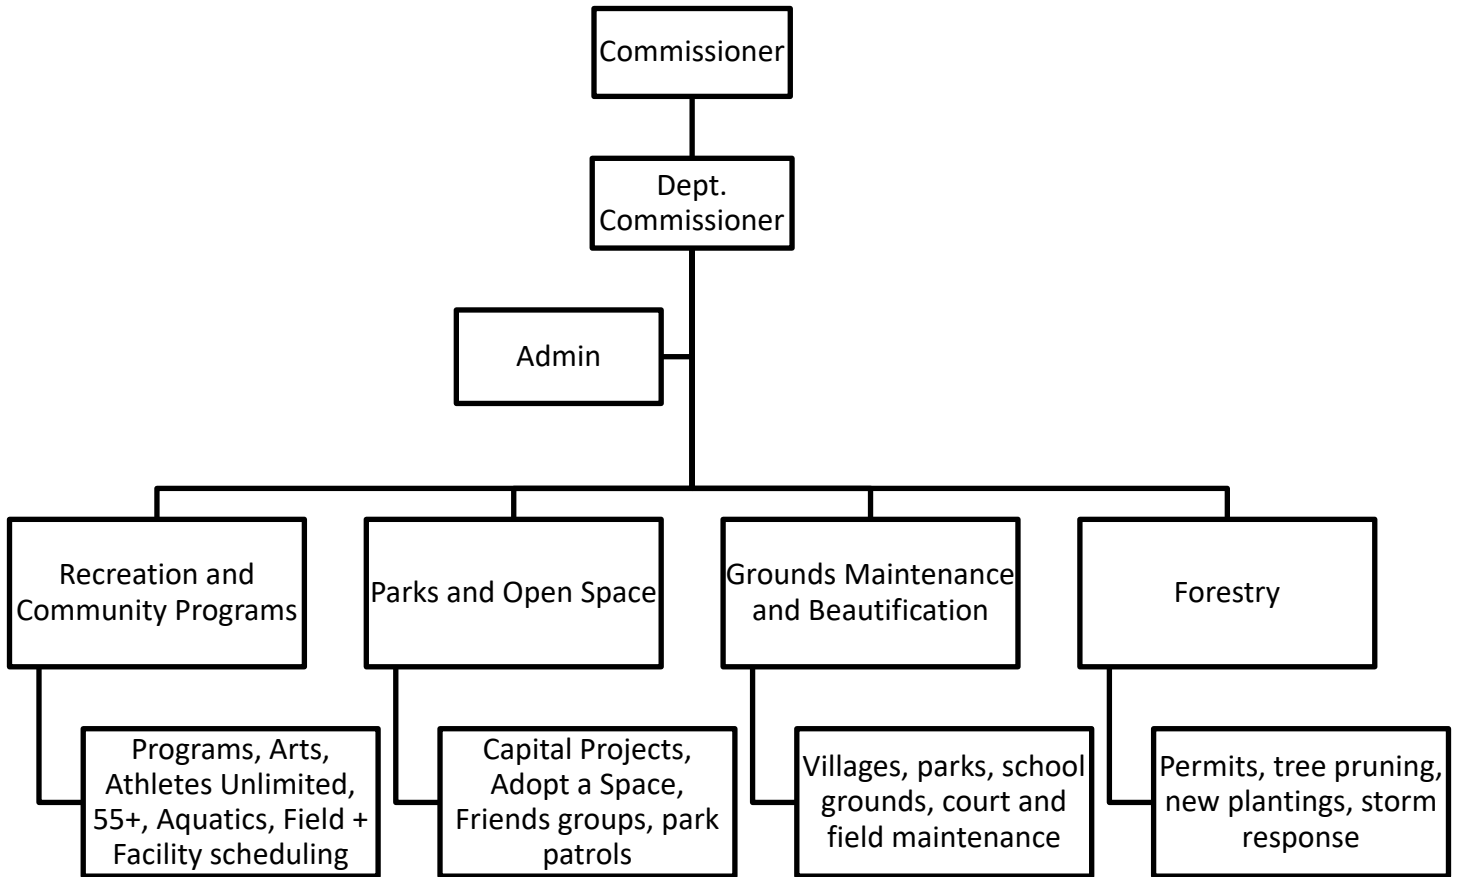 Commissioner
Dept.
Commissioner
Admin
Recreation and
Community Programs
Parks and Open Space
Grounds Maintenance
and Beautification
Forestry
Programs, Arts,
Athletes Unlimited,
55+, Aquatics, Field +
Facility scheduling
Capital Projects,
Adopt a Space,
Friends groups, park
patrols
Villages, parks, school
grounds, court and
field maintenance
Permits, tree pruning,
new plantings, storm
response